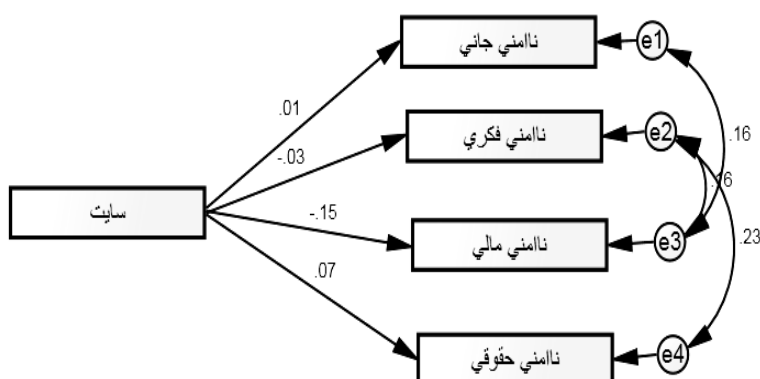 ناامني جاني
e1
.01
.16
ناامني فكري
e2
-.03
سايت
-.15
ناامني مالي
e3
.23
.07
ناامني حقوقي
e4